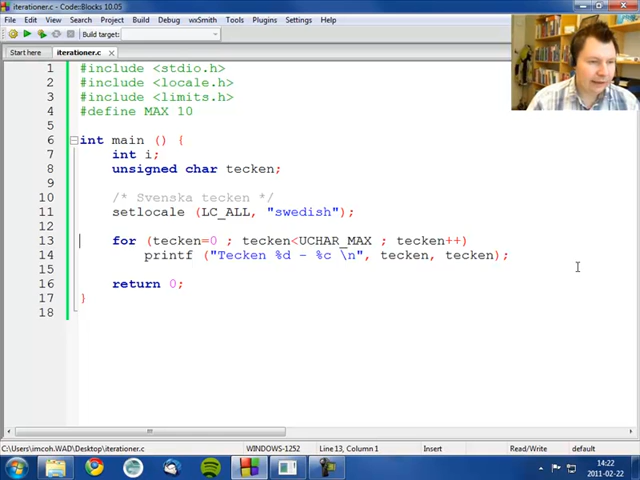 iterationer.c - Code::Blocks 10.05
File Edit View Search Project Build Debug wxSmith Tools Plugins Settings Help
Build target:
Start here iterationer.c
1 #include <stdio.h>
2 #include <locale.h>
3 #include <limits.h>
4 #define MAX 10
5
6 int main () {
7 int i;
8 unsigned char tecken;
9
10 /* Svenska tecken */
11 setlocale (LC_ALL, "swedish");
12
13 for (tecken=0 ; tecken<UCHAR_MAX ; tecken++)
14 printf ("Tecken %d - %c \n", tecken, tecken);
15
16 return 0;
17 }
18
C:\Users\imcoh.WAD\Desktop\iterationer.c WINDOWS-1252 Line 13, Column 1 Insert Read/Write default
14:22
2011-02-22